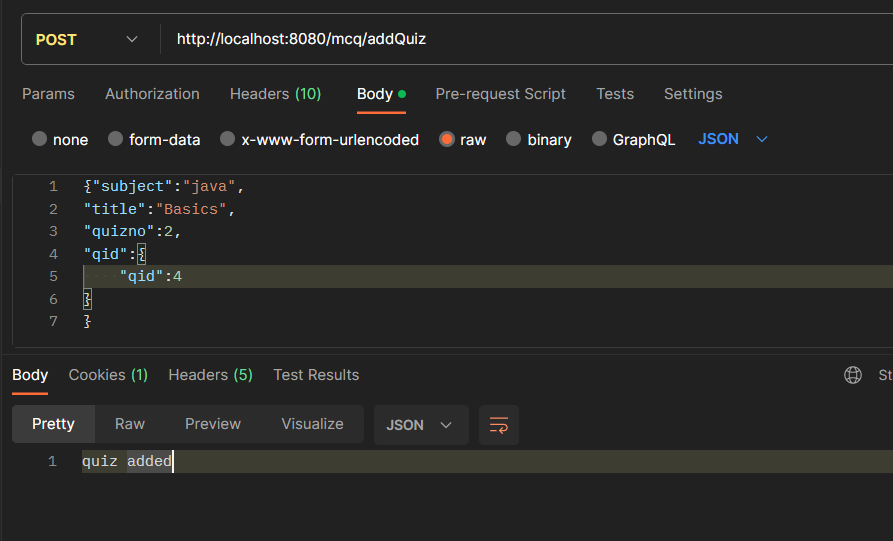 POST http://localhost:8080/mcq/addQuiz
Params Authorization Headers (10) Body Pre-request Script Tests Settings
none form-data x-www-form-urlencoded raw binary GraphQL JSON
1 {"subject":"java",
2 "title":"Basics",
3 "quizno":2,
4 "qid":{
5 "qid":4
6 }
7 }
Body Cookies (1) Headers (5) Test Results St
Pretty Raw Preview Visualize JSON
1 quiz added